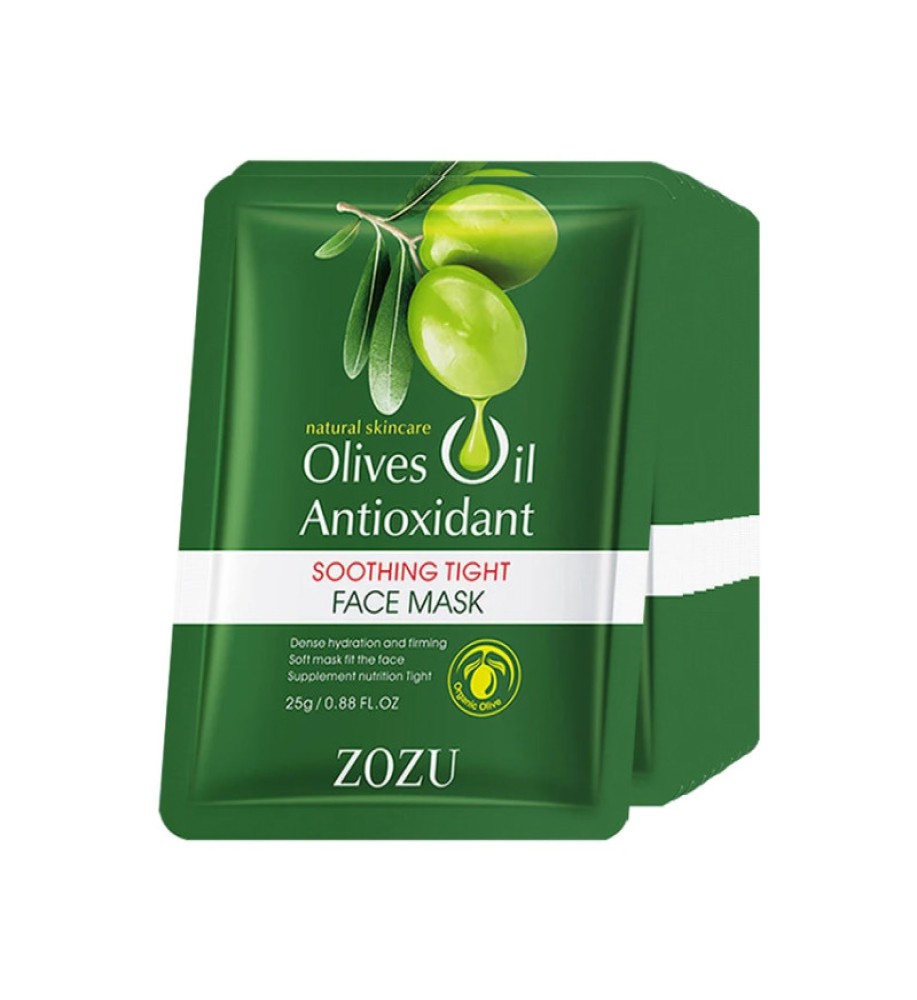 natural skincare
Olives Oil
Antioxidant
SOOTHING TIGHT
FACE MASK
Dense hydration and firming
Soft mask fit the face
Supplement nutrition Tight
25g / 0.88 FL.OZ
Organic Olive
ZOZU